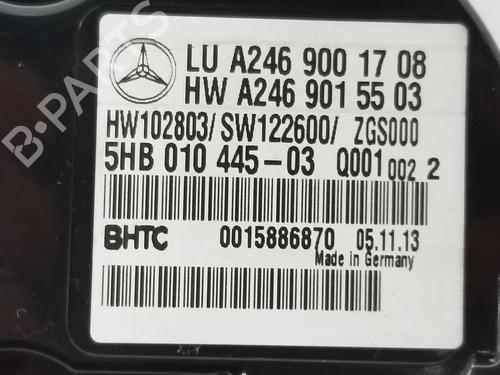 LU A246 900 17 08
HW A246 901 55 03
HW102803/ SW122600/ ZGS000
5HB 010 445-03 Q001 002 2
BHTC 0015886870 05.11.13
Made in Germany
B-PARTS